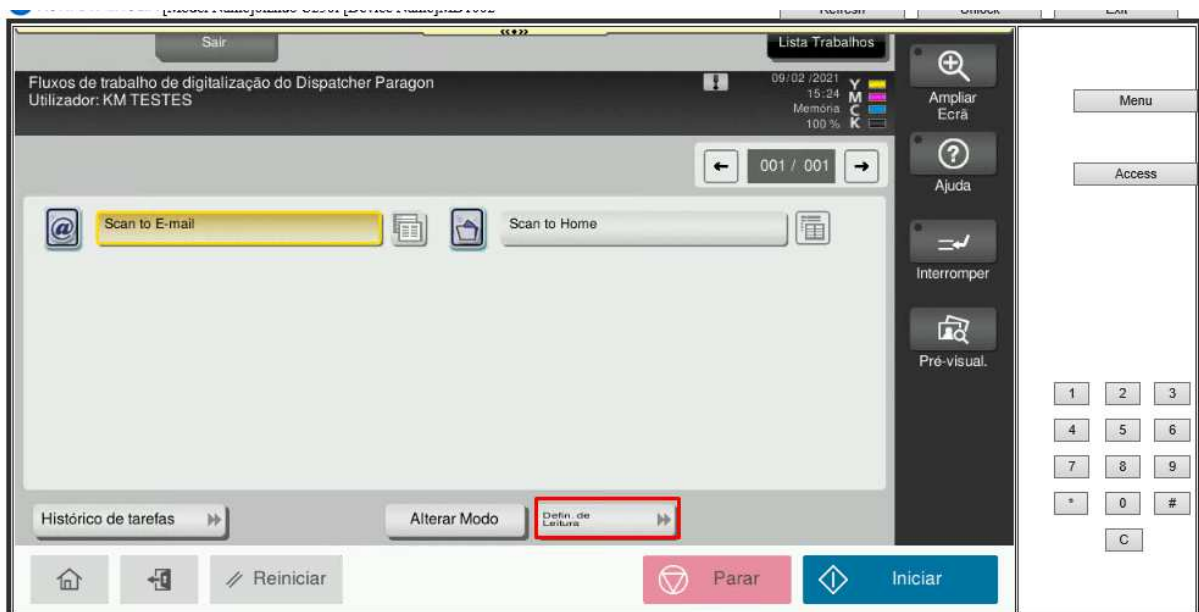 Sair
Lista Trabalhos
Fluxos de trabalho de digitalização do Dispatcher Paragon
Utilizador: KM TESTES
09/02 /2021
15:24
Memória
100 %
Y
M
C
K
Ampliar
Ecrã
Menu
001 / 001
Ajuda
Access
Scan to E-mail
Scan to Home
Interromper
Pré-visual.
1 2 3
4 5 6
7 8 9
* 0 #
C
Histórico de tarefas
Alterar Modo
Defin. de
Leitura
Reiniciar
Parar
Iniciar